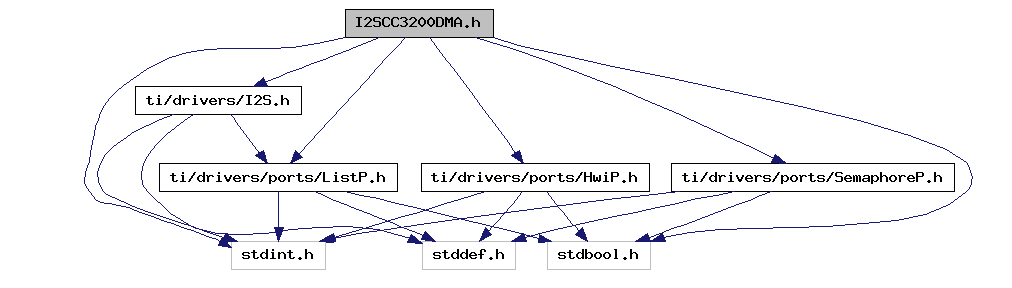 I2SCC3200DMA.h
ti/drivers/I2S.h
ti/drivers/ports/ListP.h
ti/drivers/ports/HwiP.h
ti/drivers/ports/SemaphoreP.h
stdint.h
stddef.h
stdbool.h